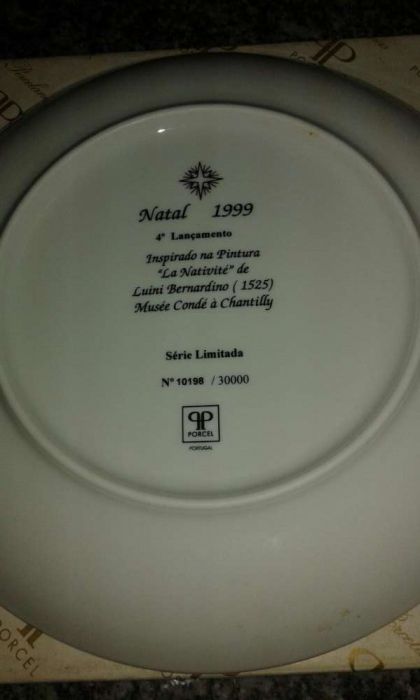 Natal 1999
4º Lançamento
Inspirado na Pintura
"La Nativité" de
Luini Bernardino ( 1525)
Musée Condé à Chantilly
Série Limitada
Nº 10198 / 30000
PORCEL
PORTUGAL
PORCEL